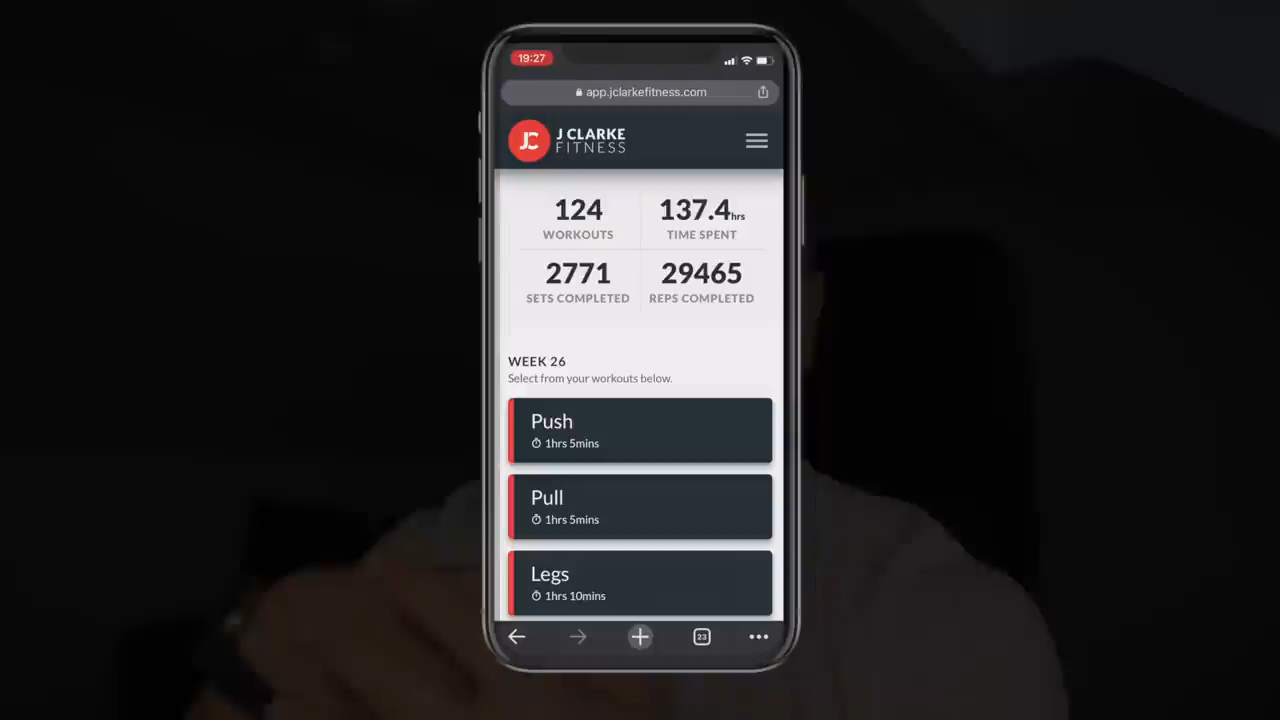 19:27
app.jclarkefitness.com
JC
J CLARKE
FITNESS
124
WORKOUTS
137.4hrs
TIME SPENT
2771
SETS COMPLETED
29465
REPS COMPLETED
WEEK 26
Select from your workouts below.
Push
1hrs 5mins
Pull
1hrs 5mins
Legs
1hrs 10mins
23